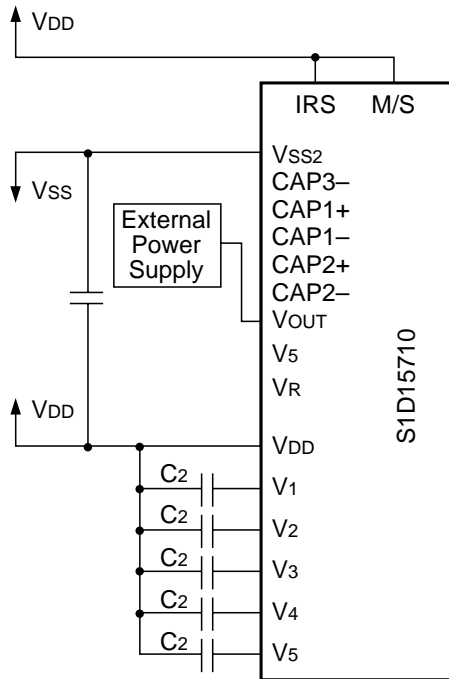 VDD
IRS M/S
VSS2
VSS
CAP3–
CAP1+
CAP1–
CAP2+
CAP2–
External
Power
Supply
VOUT
V5
VR
S1D15710
VDD
VDD
C2 V1
C2 V2
C2 V3
C2 V4
C2 V5